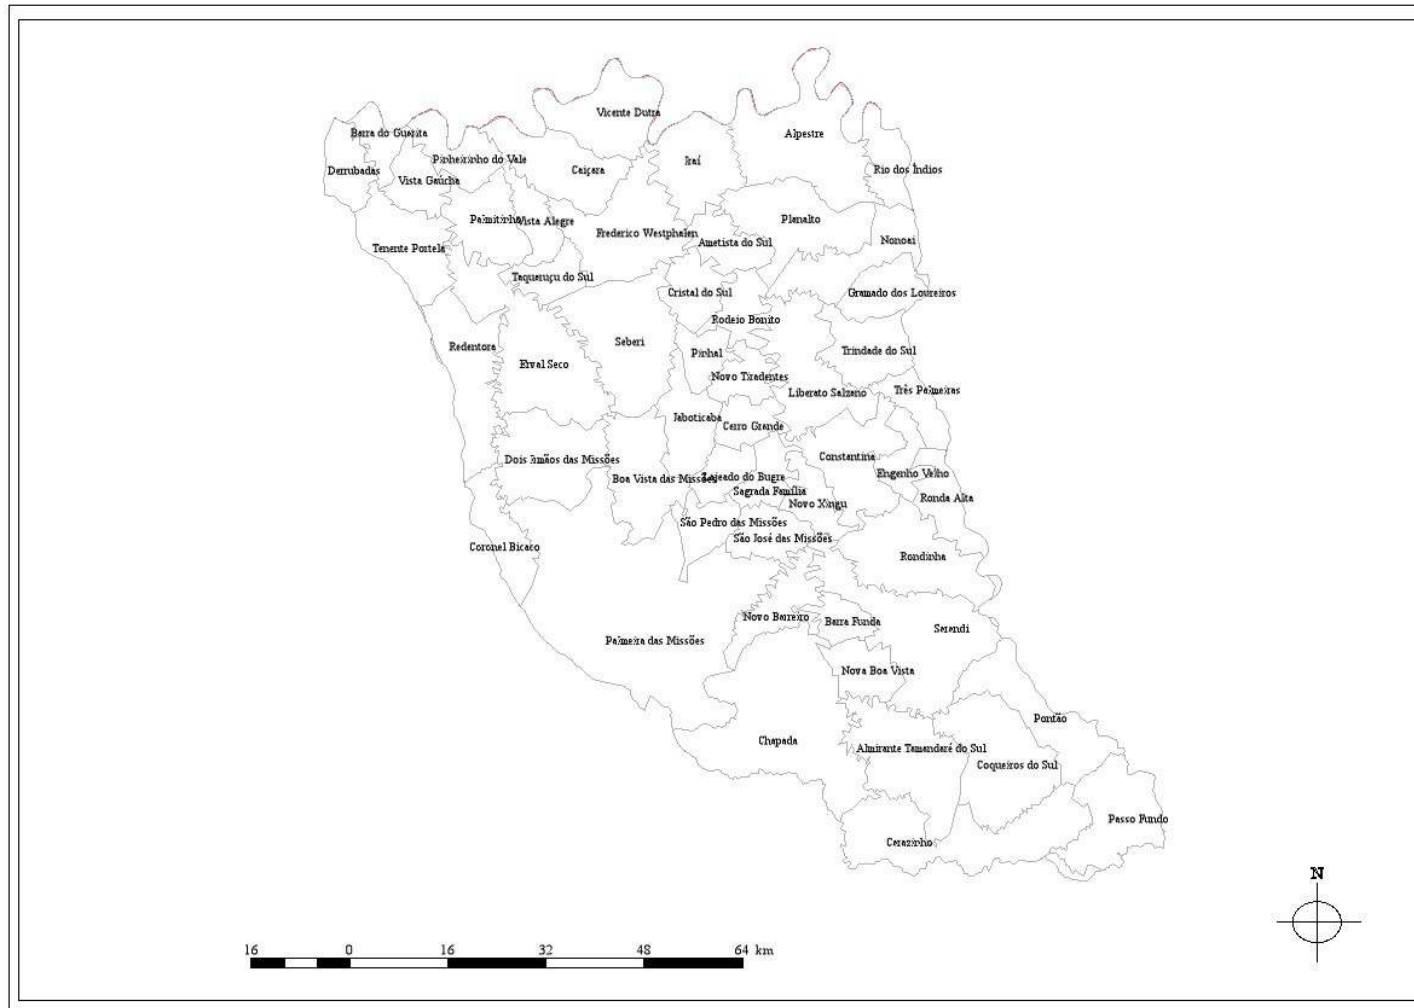 Vicente Dutra
Barra do Guarita
Alpestre
Pinheirinho do Vale
Iraí
Derrubadas
Vista Gaúcha
Caiçara
Rio dos Índios
Palmitinho
Vista Alegre
Planalto
Frederico Westphalen
Tenente Portela
Ametista do Sul
Nonoai
Taquaruçu do Sul
Cristal do Sul
Gramado dos Loureiros
Rodeio Bonito
Redentora
Seberi
Pinhal
Trindade do Sul
Erval Seco
Novo Tiradentes
Liberato Salzano
Três Palmeiras
Jaboticaba
Cerro Grande
Dois Irmãos das Missões
Constantina
Boa Vista das Missões
Lajeado do Bugre
Engenho Velho
Sagrada Família
Novo Xingu
Ronda Alta
São Pedro das Missões
São José das Missões
Coronel Bicaco
Rondinha
Novo Barreiro
Barra Funda
Sarandi
Palmeira das Missões
Nova Boa Vista
Pontão
Chapada
Almirante Tamandaré do Sul
Coqueiros do Sul
Passo Fundo
Carazinho
N
16 0 16 32 48 64 km